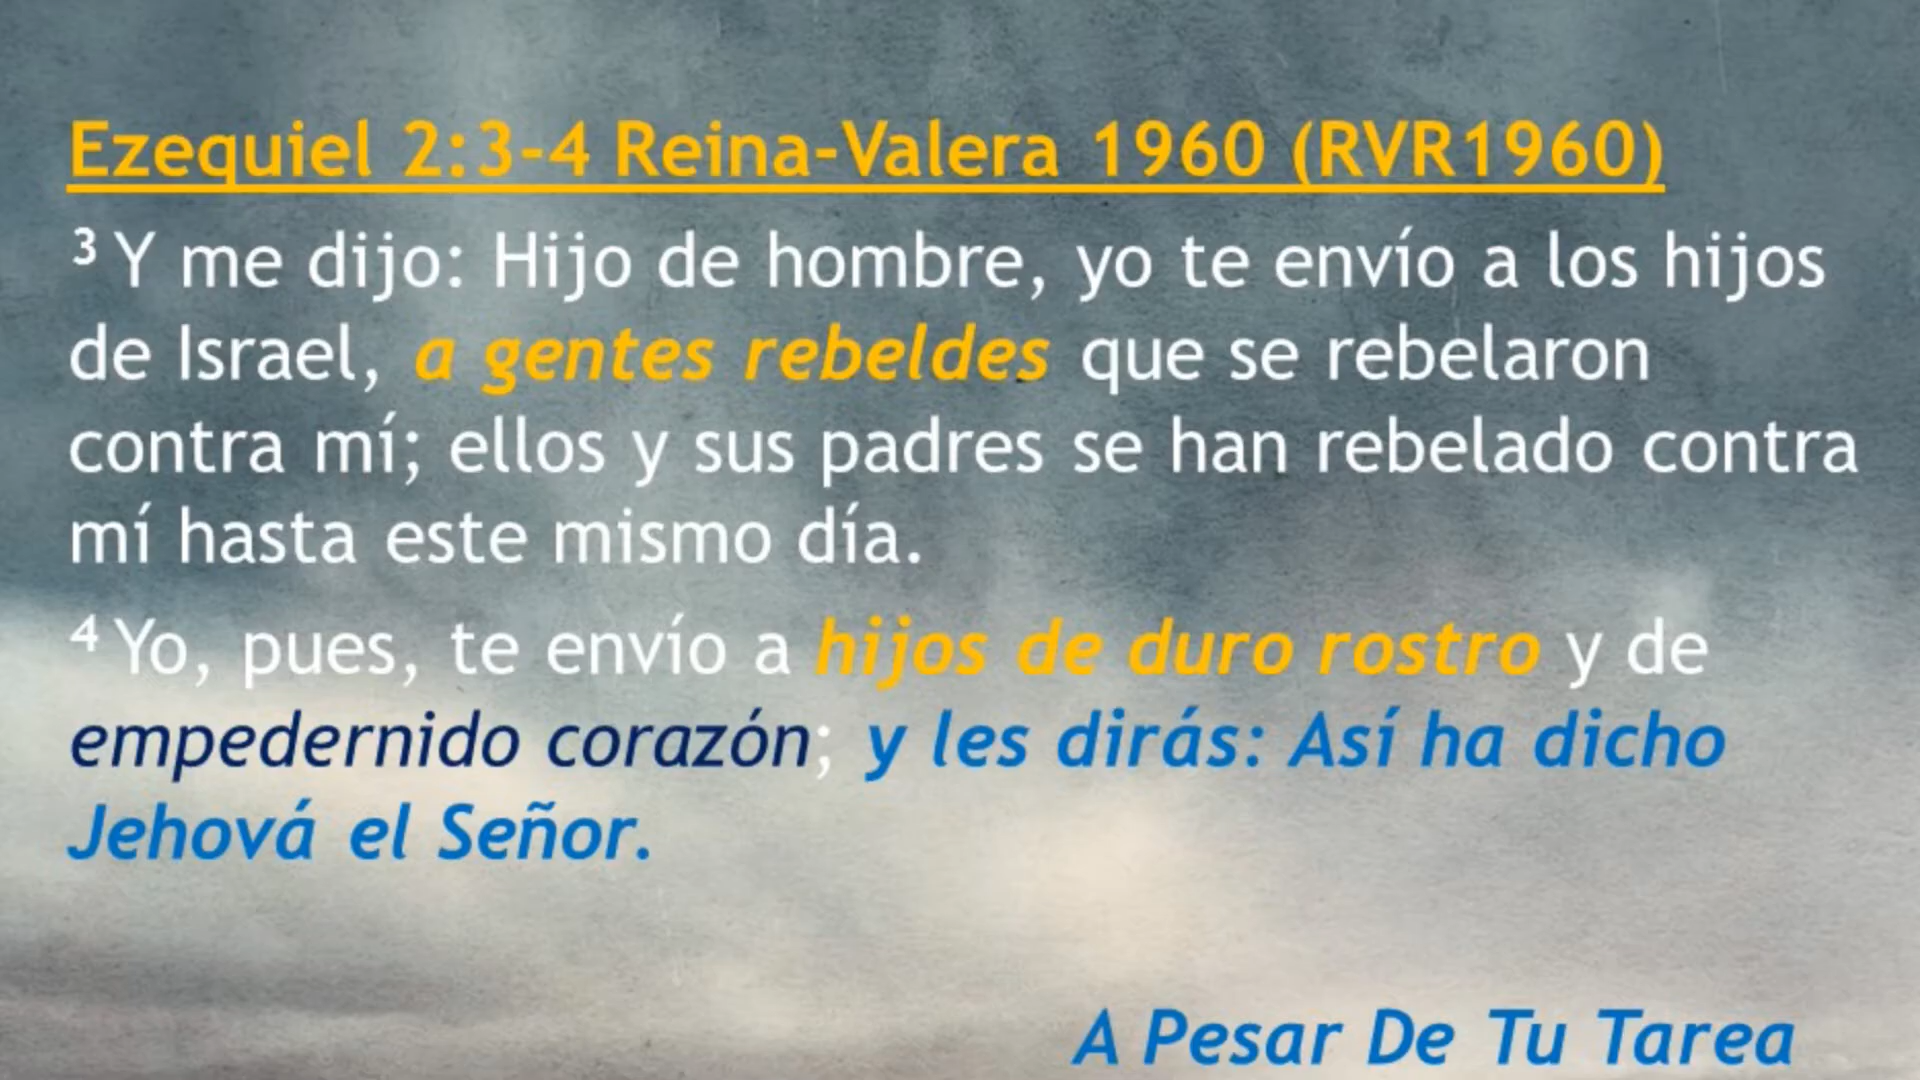 Ezequiel 2:3-4 Reina-Valera 1960 (RVR1960)
3 Y me dijo: Hijo de hombre, yo te envío a los hijos
de Israel, a gentes rebeldes que se rebelaron
contra mí; ellos y sus padres se han rebelado contra
mí hasta este mismo día.
4 Yo, pues, te envío a hijos de duro rostro y de
empedernido corazón; y les dirás: Así ha dicho
Jehová el Señor.
A Pesar De Tu Tarea